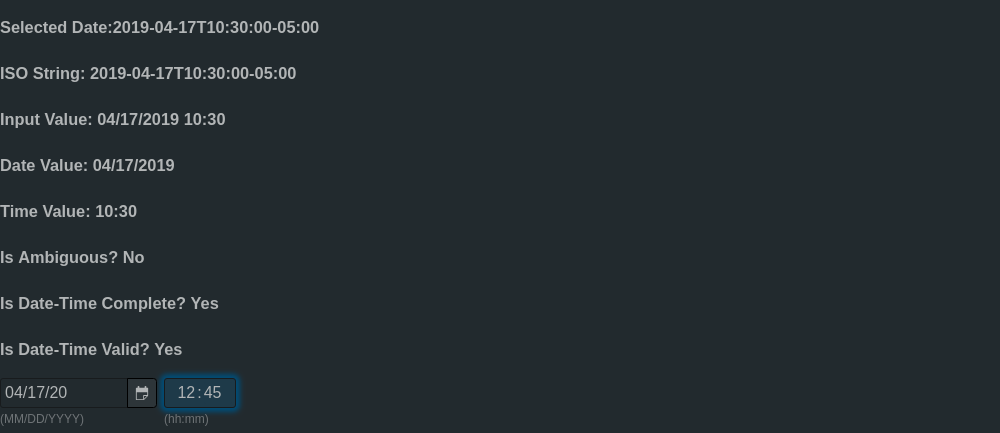 Selected Date:2019-04-17T10:30:00-05:00
ISO String: 2019-04-17T10:30:00-05:00
Input Value: 04/17/2019 10:30
Date Value: 04/17/2019
Time Value: 10:30
Is Ambiguous? No
Is Date-Time Complete? Yes
Is Date-Time Valid? Yes
04/17/20 12:45
(MM/DD/YYYY) (hh:mm)